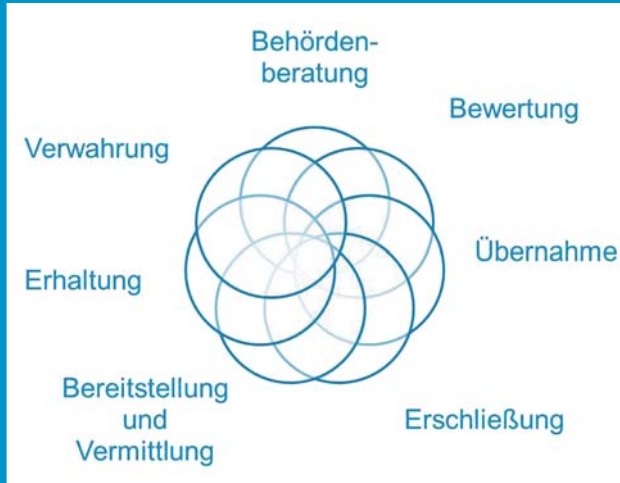 Behörden-
beratung
Bewertung
Verwahrung
Übernahme
Erhaltung
Bereitstellung
und
Vermittlung
Erschließung